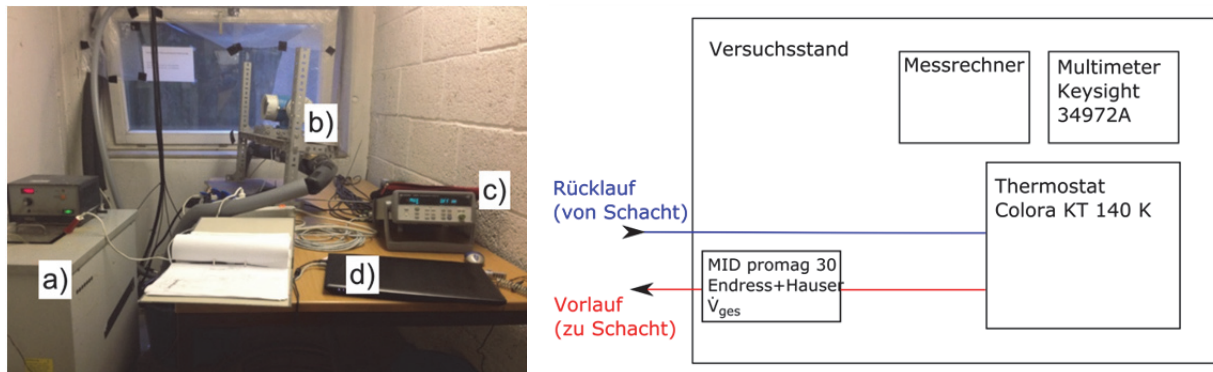 a)
b)
c)
d)
Versuchsstand
Messrechner
Multimeter
Keysight
34972A
Rücklauf
(von Schacht)
Thermostat
Colora KT 140 K
MID promag 30
Endress+Hauser
V̇ges
Vorlauf
(zu Schacht)